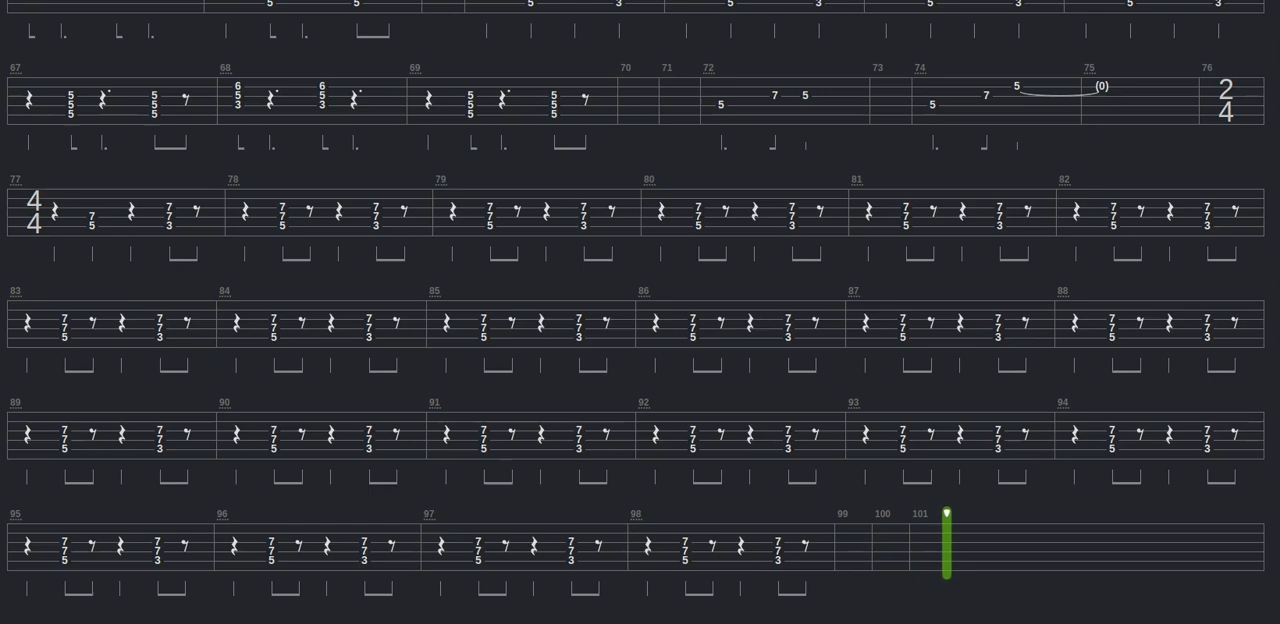 5 5 5 3 5 3 5 3 5 3
67 68 69 70 71 72 73 74 75 76
5 5 5 5 5 5 6 5 3 6 5 3 5 5 5 5 5 5 5 7 5 5 7 5 (0) 2 4
77 78 79 80 81 82
4 4 7 5 7 7 3 7 7 5 7 7 3 7 7 5 7 7 3 7 7 5 7 7 3 7 7 5 7 7 3 7 7 5 7 7 3
83 84 85 86 87 88
7 7 5 7 7 3 7 7 5 7 7 3 7 7 5 7 7 3 7 7 5 7 7 3 7 7 5 7 7 3 7 7 5 7 7 3
89 90 91 92 93 94
7 7 5 7 7 3 7 7 5 7 7 3 7 7 5 7 7 3 7 7 5 7 7 3 7 7 5 7 7 3 7 7 5 7 7 3
95 96 97 98 99 100 101
7 7 5 7 7 3 7 7 5 7 7 3 7 7 5 7 7 3 7 7 5 7 7 3